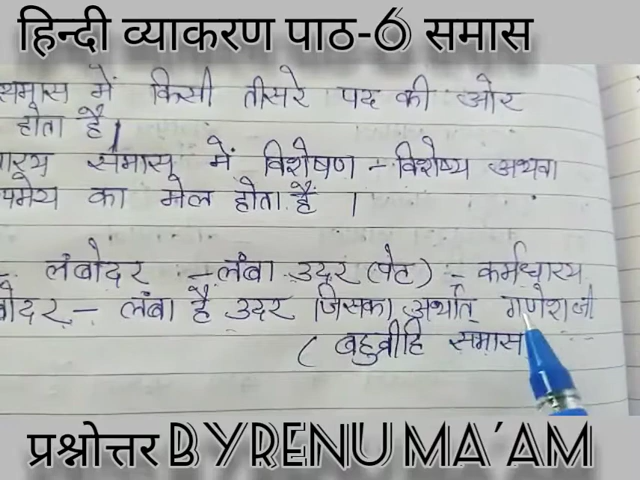 हिन्दी व्याकरण पाठ-6 समास
समास में किसी तीसरे पद की ओर
होता है।
समास में विशेषण - विशेष्य अथवा
का मेल होता है ।
- लंबोदर - लंबा उदर (पेट) - कर्मधारय
- लंबा है उदर जिसका अर्थात् गणेश जी
( बहुव्रीहि समास
प्रश्नोत्तर BY RENU MA'AM